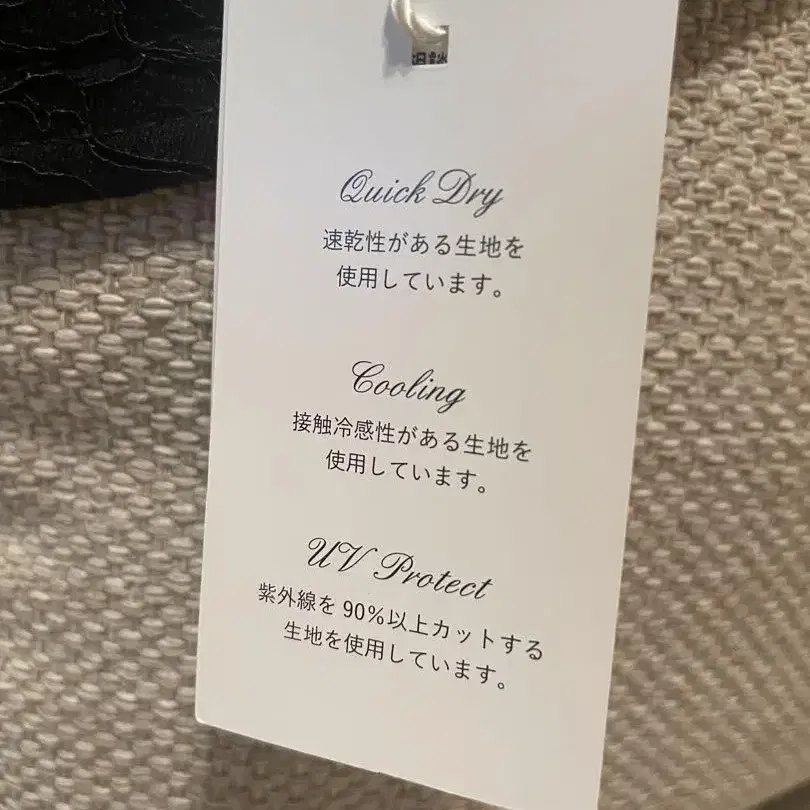 Quick Dry
速乾性がある生地を
使用しています。
Cooling
接触冷感性がある生地を
使用しています。
UV Protect
紫外線を 90%以上カットする
生地を使用しています。